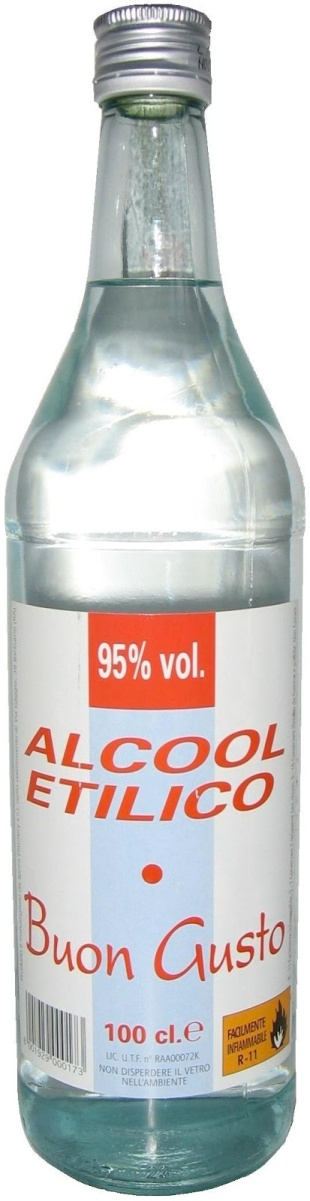 95% vol.
ALCOOL
ETILICO
Buon Gusto
100 cl.e
LIC. U.T.F. n° RAA00072K
NON DISPERDERE IL VETRO
NELL'AMBIENTE
FACILMENTE
INFIAMMABILE
R-11